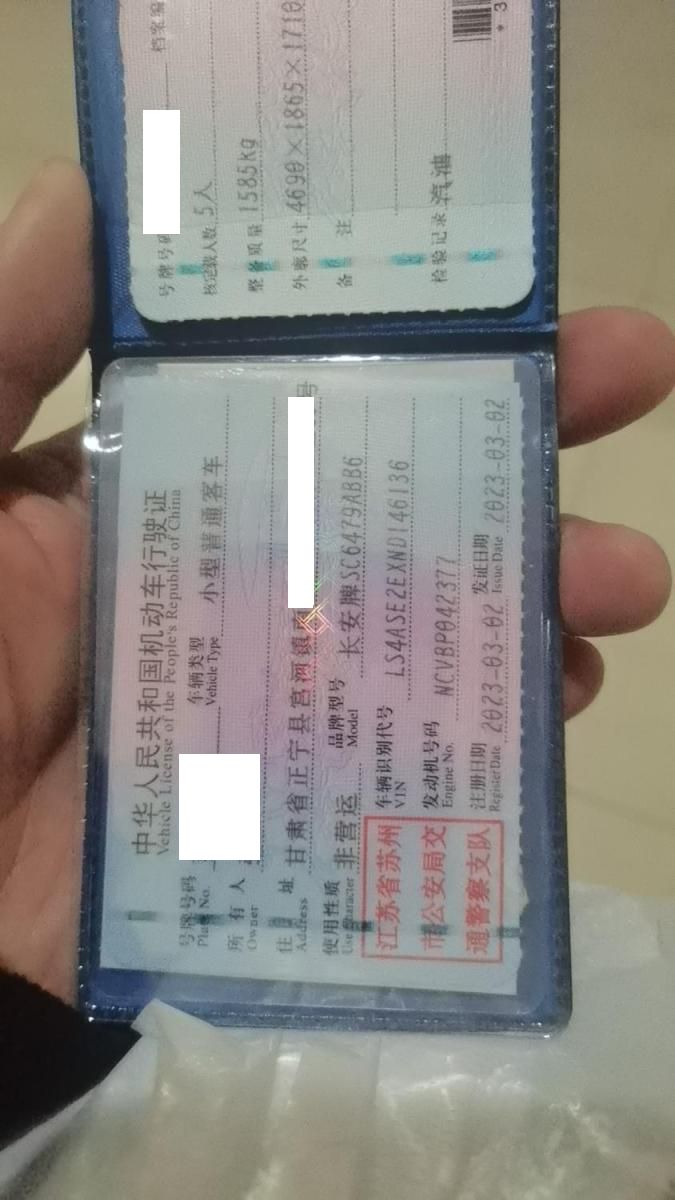 中华人民共和国机动车行驶证
Vehicle License of the People's Republic of China
号牌号码
Plate No.
车辆类型 小型普通客车
Vehicle Type
所有人
Owner
住址 甘肃省正宁县宫河镇 号
Address
使用性质 非营运
Use Character
品牌型号 长安牌SC6479ABB6
Model
车辆识别代号 LS4ASE2EXND146136
VIN
发动机号码 NCVBP042377
Engine No.
注册日期 2023-03-02
Register Date
发证日期 2023-03-02
Issue Date
江苏省苏州
市公安局交
通警察支队
号牌号码
档案编
核定载人数 5人
整备质量 1585kg
外廓尺寸 4690×1865×1710
备注
检验记录 汽油
*3